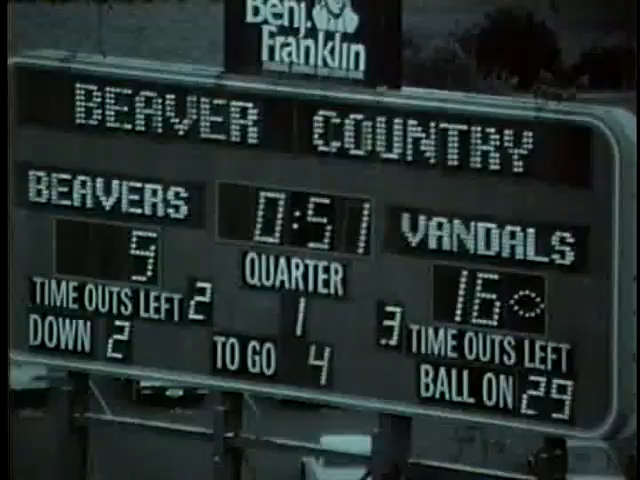 Benj.
Franklin
BEAVER COUNTRY
BEAVERS 0:51 VANDALS
9 QUARTER 16
TIME OUTS LEFT 2 1 3 TIME OUTS LEFT
DOWN 2 TO GO 4 BALL ON 29